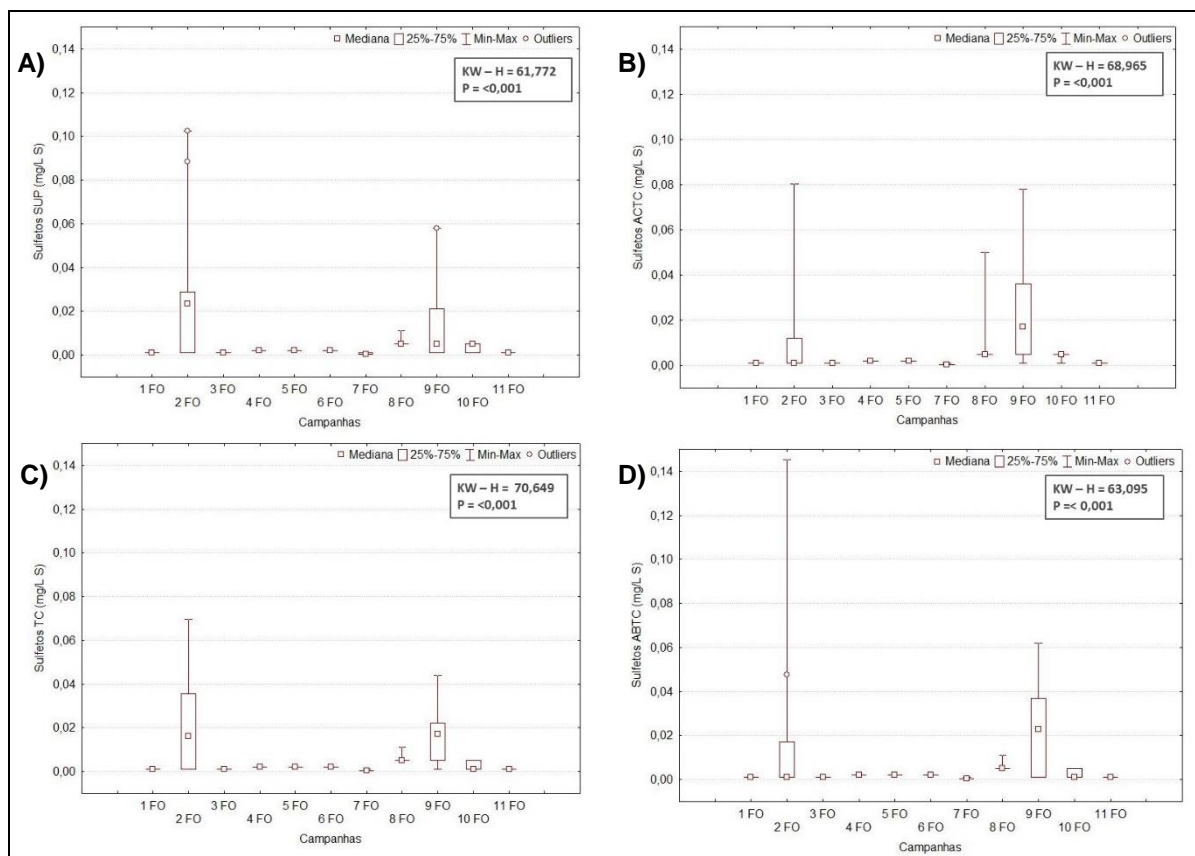 A)
Mediana 25%-75% Min-Max Outliers
KW – H = 61,772
P = <0,001
Sulfetos SUP (mg/L S)
0,14
0,12
0,10
0,08
0,06
0,04
0,02
0,00
1 FO 3 FO 5 FO 7 FO 9 FO 11 FO
2 FO 4 FO 6 FO 8 FO 10 FO
Campanhas
B)
Mediana 25%-75% Min-Max Outliers
KW – H = 68,965
P = <0,001
Sulfetos ACTC (mg/L S)
0,14
0,12
0,10
0,08
0,06
0,04
0,02
0,00
1 FO 3 FO 5 FO 8 FO 10 FO
2 FO 4 FO 7 FO 9 FO 11 FO
Campanhas
C)
Mediana 25%-75% Min-Max Outliers
KW – H = 70,649
P = <0,001
Sulfetos TC (mg/L S)
0,14
0,12
0,10
0,08
0,06
0,04
0,02
0,00
1 FO 3 FO 5 FO 7 FO 9 FO 11 FO
2 FO 4 FO 6 FO 8 FO 10 FO
Campanhas
D)
Mediana 25%-75% Min-Max Outliers
KW – H = 63,095
P =< 0,001
Sulfetos ABTC (mg/L S)
0,14
0,12
0,10
0,08
0,06
0,04
0,02
0,00
1 FO 3 FO 5 FO 7 FO 9 FO 11 FO
2 FO 4 FO 6 FO 8 FO 10 FO
Campanhas